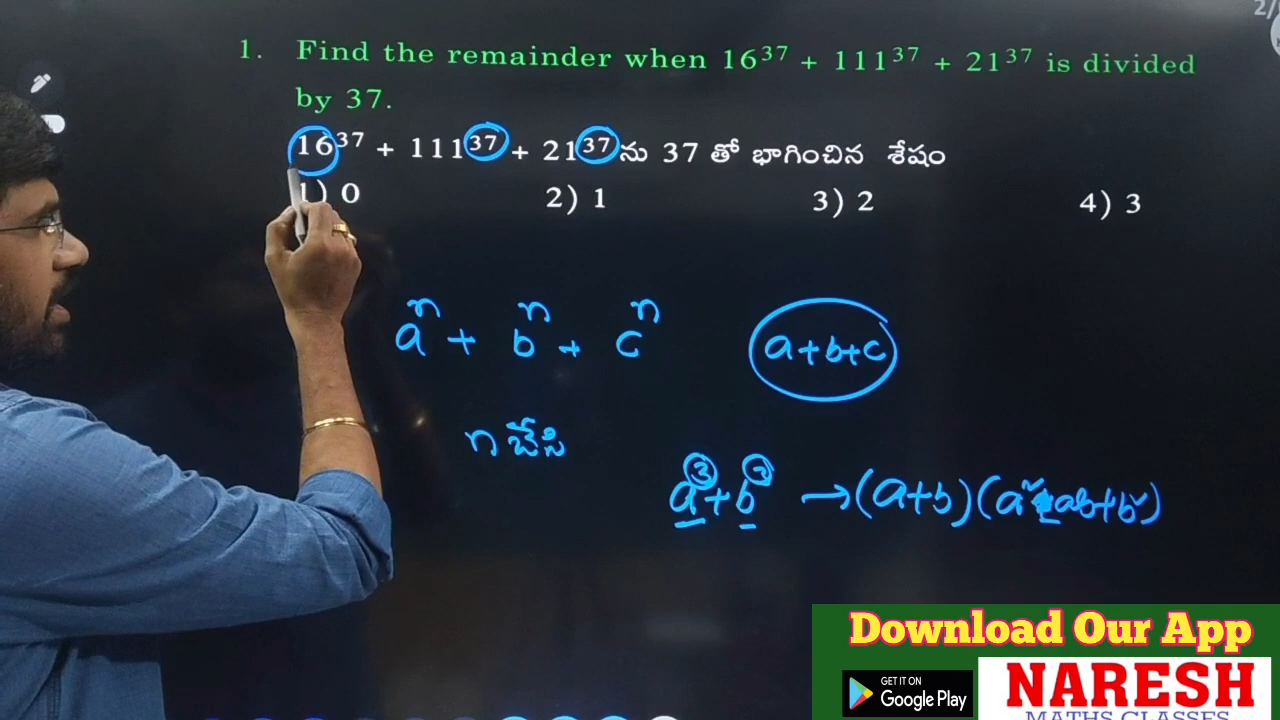 2/
1. Find the remainder when 16³⁷ + 111³⁷ + 21³⁷ is divided
by 37.
16³⁷ + 111³⁷ + 21³⁷ ను 37 తో భాగించిన శేషం
1) 0 2) 1 3) 2 4) 3
aⁿ + bⁿ + cⁿ a+b+c
n బేసి
a³+b³ → (a+b)(a²-ab+b²)
Download Our App
GET IT ON
Google Play
NARESH
MATHS CLASSES